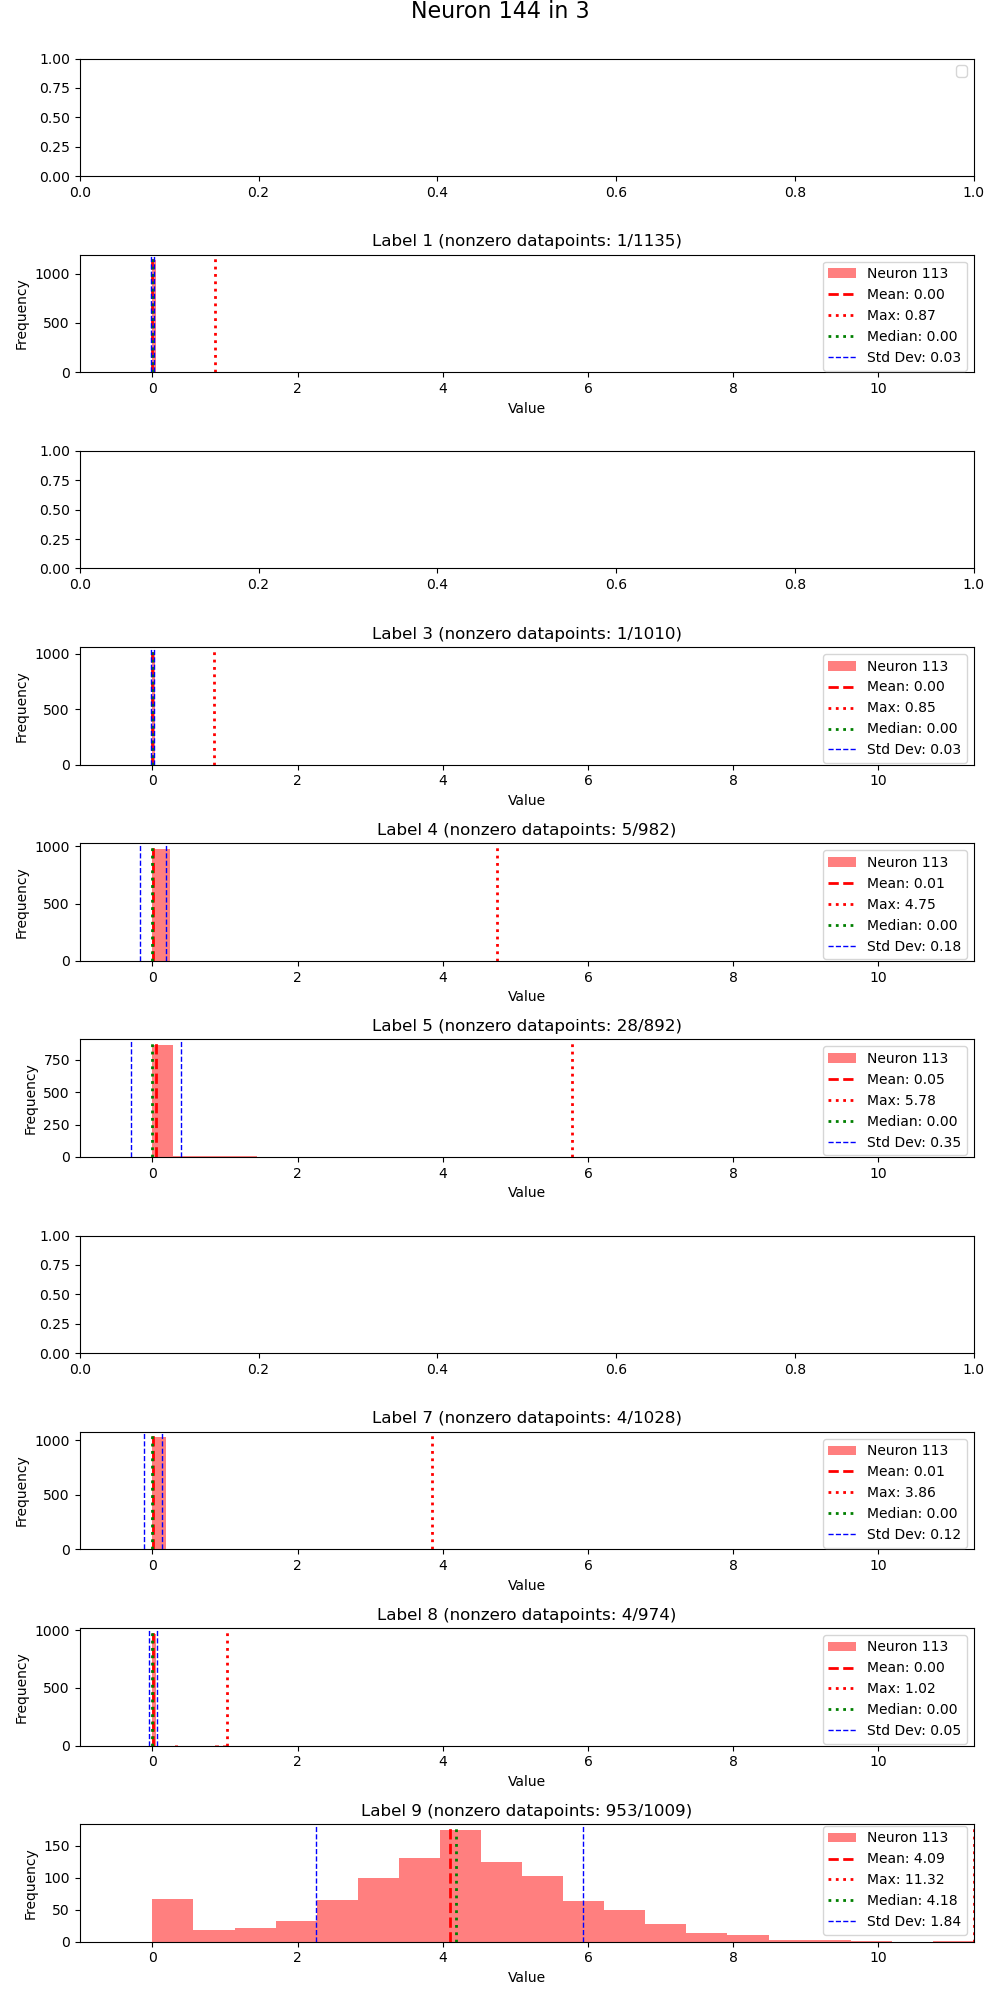 Neuron 144 in 3
1.00
0.75
0.50
0.25
0.00
0.0 0.2 0.4 0.6 0.8 1.0
Label 1 (nonzero datapoints: 1/1135)
Frequency
1000
500
0
Neuron 113
Mean: 0.00
Max: 0.87
Median: 0.00
Std Dev: 0.03
0 2 4 6 8 10
Value
1.00
0.75
0.50
0.25
0.00
0.0 0.2 0.4 0.6 0.8 1.0
Label 3 (nonzero datapoints: 1/1010)
Frequency
1000
500
0
Neuron 113
Mean: 0.00
Max: 0.85
Median: 0.00
Std Dev: 0.03
0 2 4 6 8 10
Value
Label 4 (nonzero datapoints: 5/982)
Frequency
1000
500
0
Neuron 113
Mean: 0.01
Max: 4.75
Median: 0.00
Std Dev: 0.18
0 2 4 6 8 10
Value
Label 5 (nonzero datapoints: 28/892)
Frequency
750
500
250
0
Neuron 113
Mean: 0.05
Max: 5.78
Median: 0.00
Std Dev: 0.35
0 2 4 6 8 10
Value
1.00
0.75
0.50
0.25
0.00
0.0 0.2 0.4 0.6 0.8 1.0
Label 7 (nonzero datapoints: 4/1028)
Frequency
1000
500
0
Neuron 113
Mean: 0.01
Max: 3.86
Median: 0.00
Std Dev: 0.12
0 2 4 6 8 10
Value
Label 8 (nonzero datapoints: 4/974)
Frequency
1000
500
0
Neuron 113
Mean: 0.00
Max: 1.02
Median: 0.00
Std Dev: 0.05
0 2 4 6 8 10
Value
Label 9 (nonzero datapoints: 953/1009)
Frequency
150
100
50
0
Neuron 113
Mean: 4.09
Max: 11.32
Median: 4.18
Std Dev: 1.84
0 2 4 6 8 10
Value